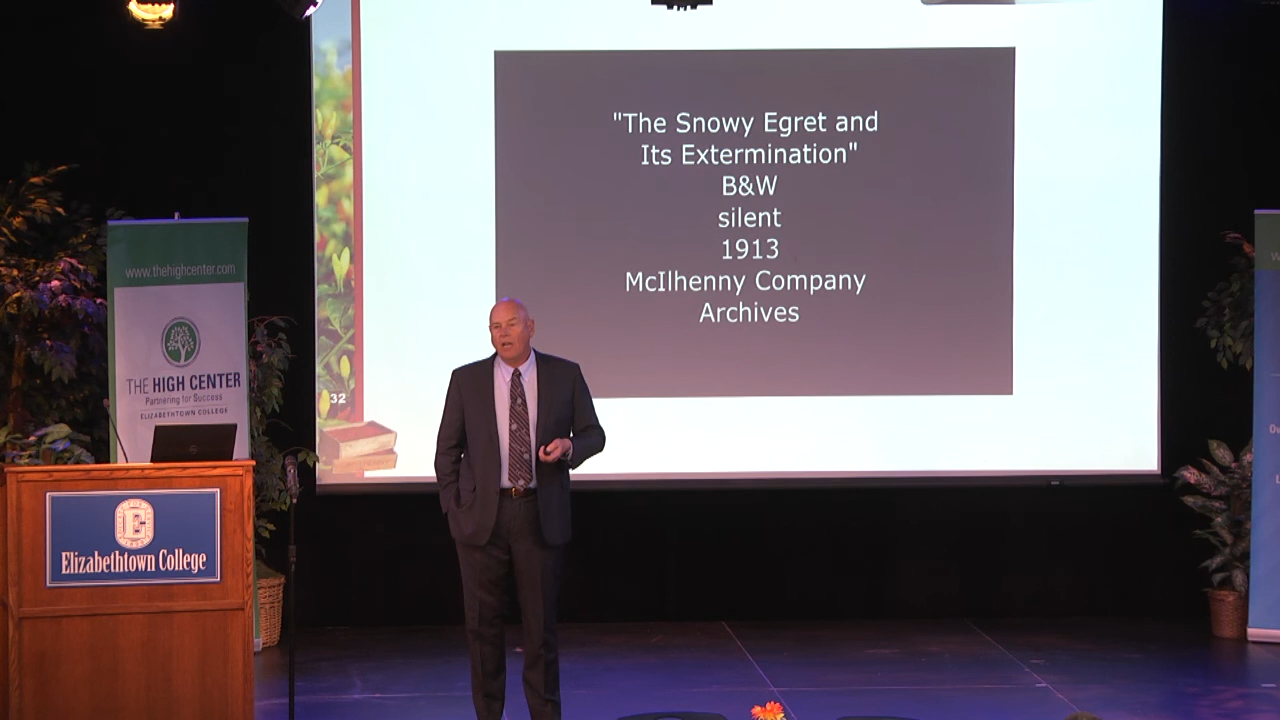 "The Snowy Egret and
Its Extermination"
B&W
silent
1913
McIlhenny Company
Archives
32
www.thehighcenter.com
THE HIGH CENTER
Partnering for Success
ELIZABETHTOWN COLLEGE
E
Elizabethtown College